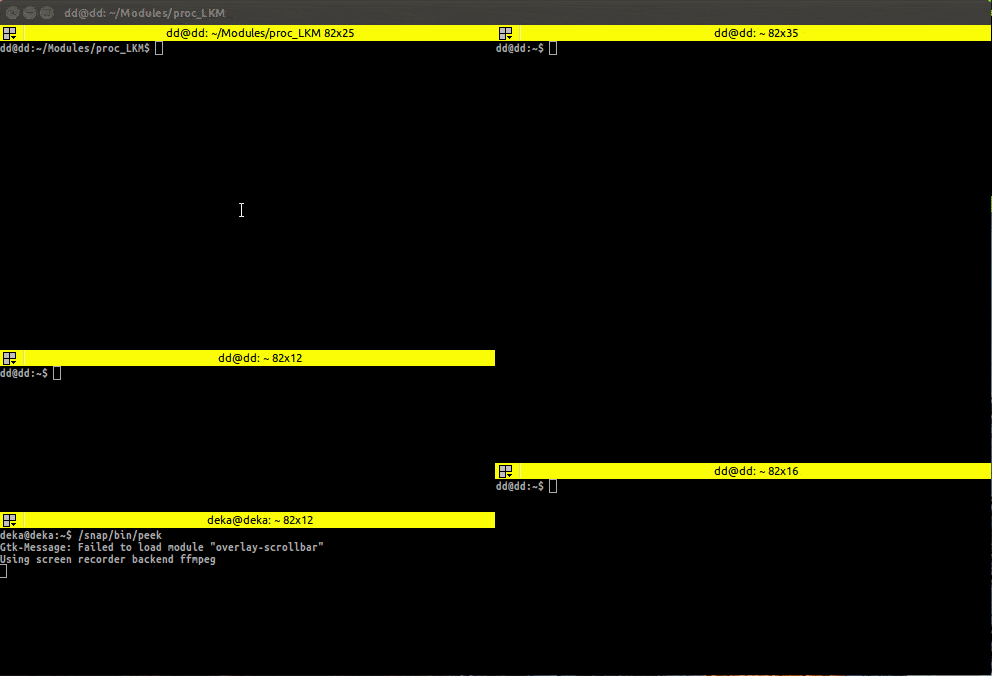 dd@dd: ~/Modules/proc_LKM
dd@dd: ~/Modules/proc_LKM 82x25
dd@dd:~/Modules/proc_LKM$
dd@dd: ~ 82x35
dd@dd:~$
dd@dd: ~ 82x12
dd@dd:~$
dd@dd: ~ 82x16
dd@dd:~$
deka@deka: ~ 82x12
deka@deka:~$ /snap/bin/peek
Gtk-Message: Failed to load module "overlay-scrollbar"
Using screen recorder backend ffmpeg